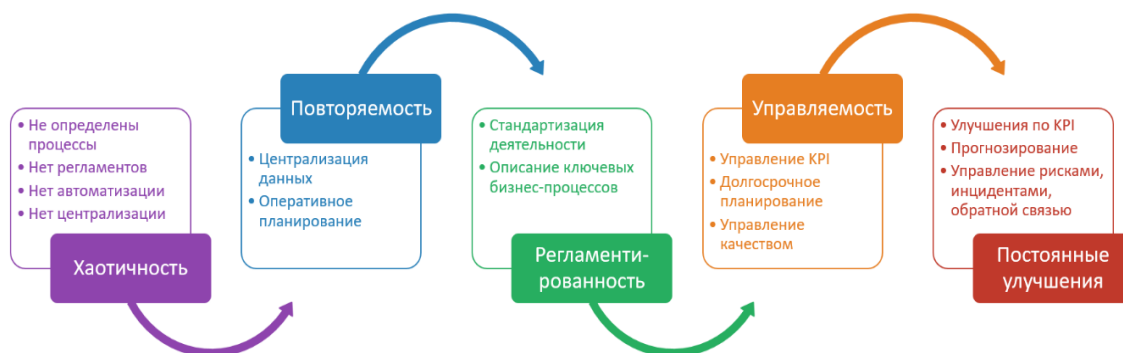 • Не определены
процессы
• Нет регламентов
• Нет автоматизации
• Нет централизации
Хаотичность
Повторяемость
• Централизация
данных
• Оперативное
планирование
• Стандартизация
деятельности
• Описание ключевых
бизнес-процессов
Регламенти-
рованность
Управляемость
• Управление KPI
• Долгосрочное
планирование
• Управление
качеством
• Улучшения по KPI
• Прогнозирование
• Управление рисками,
инцидентами,
обратной связью
Постоянные
улучшения